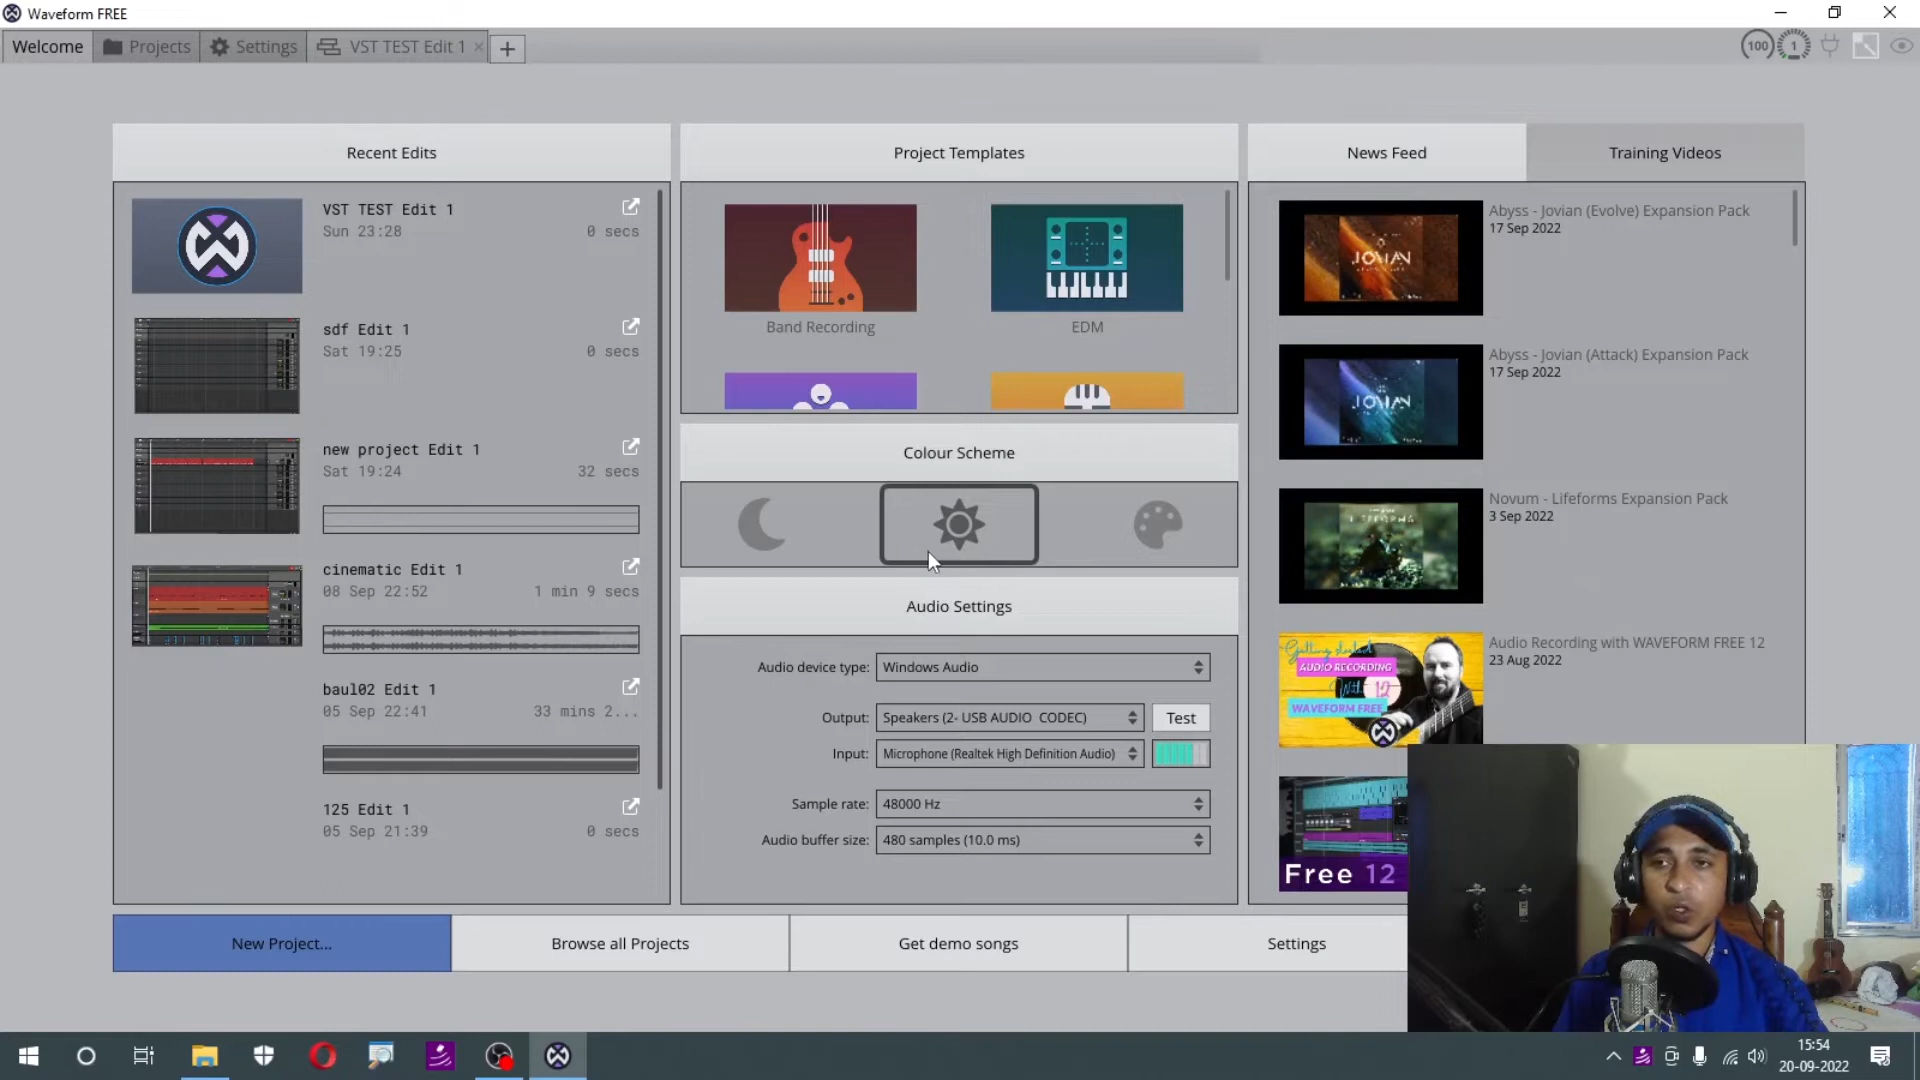 Waveform FREE
Welcome
Projects
Settings
VST TEST Edit 1
100
1
Recent Edits
VST TEST Edit 1
Sun 23:28
0 secs
sdf Edit 1
Sat 19:25
0 secs
new project Edit 1
Sat 19:24
32 secs
cinematic Edit 1
08 Sep 22:52
1 min 9 secs
baul02 Edit 1
05 Sep 22:41
33 mins 2...
125 Edit 1
05 Sep 21:39
0 secs
Project Templates
Band Recording
EDM
Colour Scheme
Audio Settings
Audio device type:
Windows Audio
Output:
Speakers (2- USB AUDIO  CODEC)
Test
Input:
Microphone (Realtek High Definition Audio)
Sample rate:
48000 Hz
Audio buffer size:
480 samples (10.0 ms)
News Feed
Training Videos
JOVIAN
Abyss - Jovian (Evolve) Expansion Pack
17 Sep 2022
JOVIAN
Abyss - Jovian (Attack) Expansion Pack
17 Sep 2022
LIFEFORMS
Novum - Lifeforms Expansion Pack
3 Sep 2022
Getting started
AUDIO RECORDING
With 12
WAVEFORM FREE
Audio Recording with WAVEFORM FREE 12
23 Aug 2022
Free 12
New Project...
Browse all Projects
Get demo songs
Settings
15:54
20-09-2022